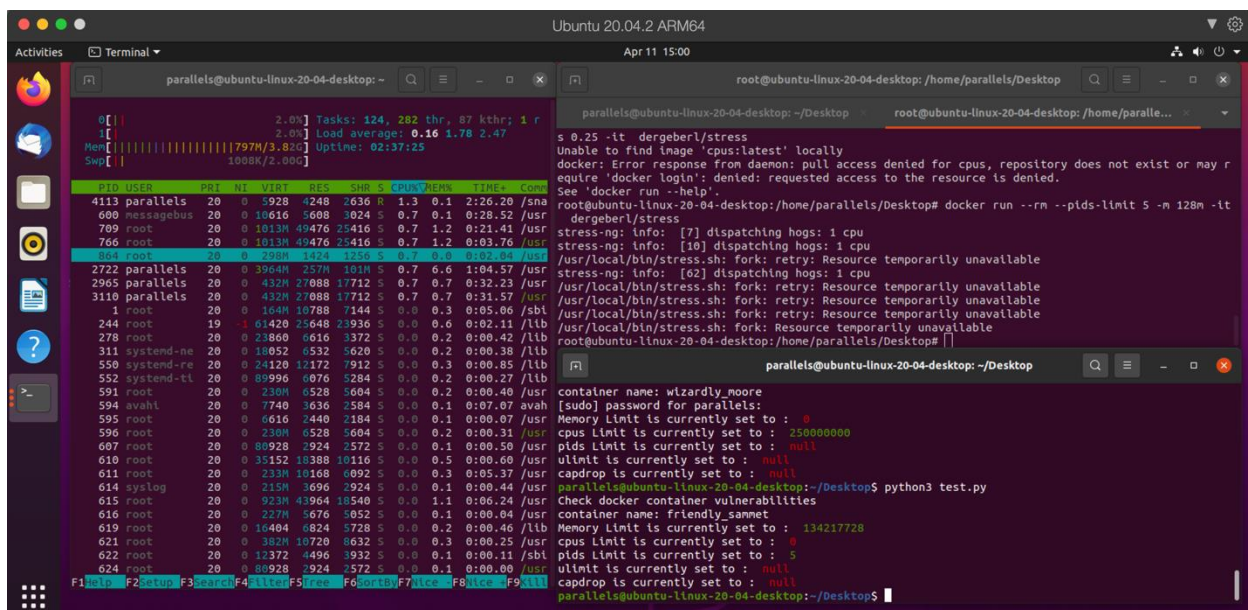 Ubuntu 20.04.2 ARM64
Activities
Terminal
Apr 11 15:00
parallels@ubuntu-linux-20-04-desktop: ~
0[|| 2.0%] Tasks: 124, 282 thr, 87 kthr; 1 r
1[| 2.0%] Load average: 0.16 1.78 2.47
Mem[||||||||||||||||||797M/3.82G] Uptime: 02:37:25
Swp[|| 1008K/2.00G]
PID USER PRI NI VIRT RES SHR S CPU%▽MEM% TIME+ Comm
4113 parallels 20 0 5928 4248 2636 R 1.3 0.1 2:26.20 /sna
600 messagebus 20 0 10616 5608 3024 S 0.7 0.1 0:28.52 /usr
709 root 20 0 1013M 49476 25416 S 0.7 1.2 0:21.41 /usr
766 root 20 0 1013M 49476 25416 S 0.7 1.2 0:03.76 /usr
864 root 20 0 298M 1424 1256 S 0.7 0.0 0:02.04 /usr
2722 parallels 20 0 3964M 257M 101M S 0.7 6.6 1:04.57 /usr
2965 parallels 20 0 432M 27088 17712 S 0.7 0.7 0:32.23 /usr
3110 parallels 20 0 432M 27088 17712 S 0.7 0.7 0:31.57 /usr
1 root 20 0 164M 10788 7144 S 0.0 0.3 0:05.06 /sbi
244 root 19 -1 61420 25648 23936 S 0.0 0.6 0:02.11 /lib
278 root 20 0 23860 6616 3372 S 0.0 0.2 0:00.42 /lib
311 systemd-ne 20 0 18052 6532 5620 S 0.0 0.2 0:00.38 /lib
550 systemd-re 20 0 24120 12172 7912 S 0.0 0.3 0:00.85 /lib
552 systemd-ti 20 0 89996 6076 5284 S 0.0 0.2 0:00.27 /lib
591 root 20 0 230M 6528 5604 S 0.0 0.2 0:00.40 /usr
594 avahi 20 0 7740 3636 2584 S 0.0 0.1 0:07.07 avah
595 root 20 0 6616 2440 2184 S 0.0 0.1 0:00.07 /usr
596 root 20 0 230M 6528 5604 S 0.0 0.2 0:00.31 /usr
607 root 20 0 80928 2924 2572 S 0.0 0.1 0:00.50 /usr
610 root 20 0 35152 18388 10116 S 0.0 0.5 0:00.60 /usr
611 root 20 0 233M 10168 6092 S 0.0 0.3 0:05.37 /usr
614 syslog 20 0 215M 3696 2924 S 0.0 0.1 0:00.44 /usr
615 root 20 0 923M 43964 18540 S 0.0 1.1 0:06.24 /usr
616 root 20 0 227M 5676 5052 S 0.0 0.1 0:00.04 /usr
619 root 20 0 16404 6824 5728 S 0.0 0.2 0:00.46 /lib
621 root 20 0 382M 10720 8632 S 0.0 0.3 0:00.25 /usr
622 root 20 0 12372 4496 3932 S 0.0 0.1 0:00.11 /sbi
624 root 20 0 80928 2924 2572 S 0.0 0.1 0:00.00 /usr
F1Help F2Setup F3Search F4Filter F5Tree F6SortBy F7Nice - F8Nice + F9Kill
root@ubuntu-linux-20-04-desktop: /home/parallels/Desktop
parallels@ubuntu-linux-20-04-desktop: ~/Desktop
root@ubuntu-linux-20-04-desktop: /home/paralle...
s 0.25 -it dergeberl/stress
Unable to find image 'cpus:latest' locally
docker: Error response from daemon: pull access denied for cpus, repository does not exist or may r
equire 'docker login': denied: requested access to the resource is denied.
See 'docker run --help'.
root@ubuntu-linux-20-04-desktop:/home/parallels/Desktop# docker run --rm --pids-limit 5 -m 128m -it
dergeberl/stress
stress-ng: info: [7] dispatching hogs: 1 cpu
stress-ng: info: [10] dispatching hogs: 1 cpu
/usr/local/bin/stress.sh: fork: retry: Resource temporarily unavailable
stress-ng: info: [62] dispatching hogs: 1 cpu
/usr/local/bin/stress.sh: fork: retry: Resource temporarily unavailable
/usr/local/bin/stress.sh: fork: retry: Resource temporarily unavailable
/usr/local/bin/stress.sh: fork: retry: Resource temporarily unavailable
/usr/local/bin/stress.sh: fork: Resource temporarily unavailable
root@ubuntu-linux-20-04-desktop:/home/parallels/Desktop#
parallels@ubuntu-linux-20-04-desktop: ~/Desktop
container name: wizardly_moore
[sudo] password for parallels:
Memory Limit is currently set to : 0
cpus Limit is currently set to : 250000000
pids Limit is currently set to : null
ulimit is currently set to : null
capdrop is currently set to : null
parallels@ubuntu-linux-20-04-desktop:~/Desktop$ python3 test.py
Check docker container vulnerabilities
container name: friendly_sammet
Memory Limit is currently set to : 134217728
cpus Limit is currently set to : 0
pids Limit is currently set to : 5
ulimit is currently set to : null
capdrop is currently set to : null
parallels@ubuntu-linux-20-04-desktop:~/Desktop$